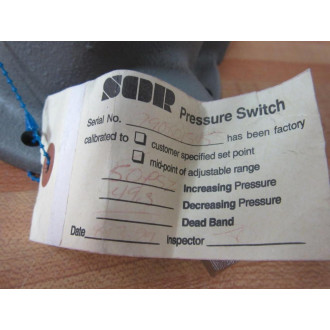 SOR Pressure Switch
Serial No. has been factory
calibrated to customer specified set point
mid-point of adjustable range
Increasing Pressure
Decreasing Pressure
Dead Band
Date Inspector